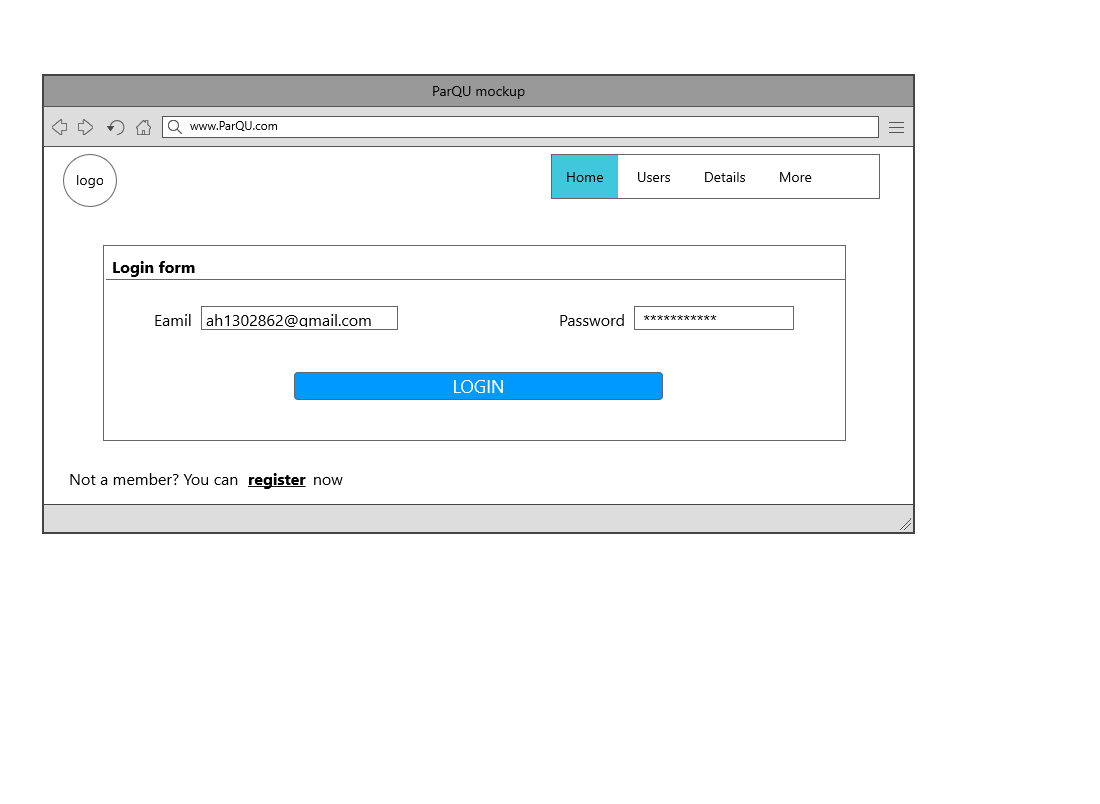 ParQU mockup
www.ParQU.com
logo
Home Users Details More
Login form
Eamil ah1302862@gmail.com Password ***********
LOGIN
Not a member? You can register now